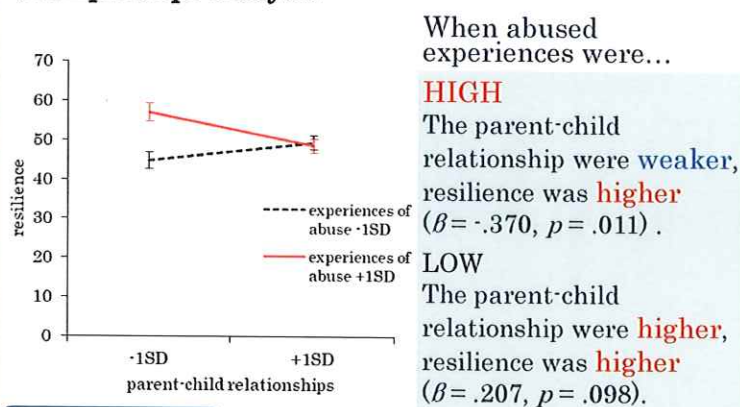 When abused
experiences were...
HIGH
The parent-child
relationship were weaker,
resilience was higher
(β= -.370, p = .011) .
LOW
The parent-child
relationship were higher,
resilience was higher
(β= .207, p = .098).
70
60
50
40
30
20
10
0
resilience
-1SD
+1SD
parent-child relationships
experiences of
abuse -1SD
experiences of
abuse +1SD